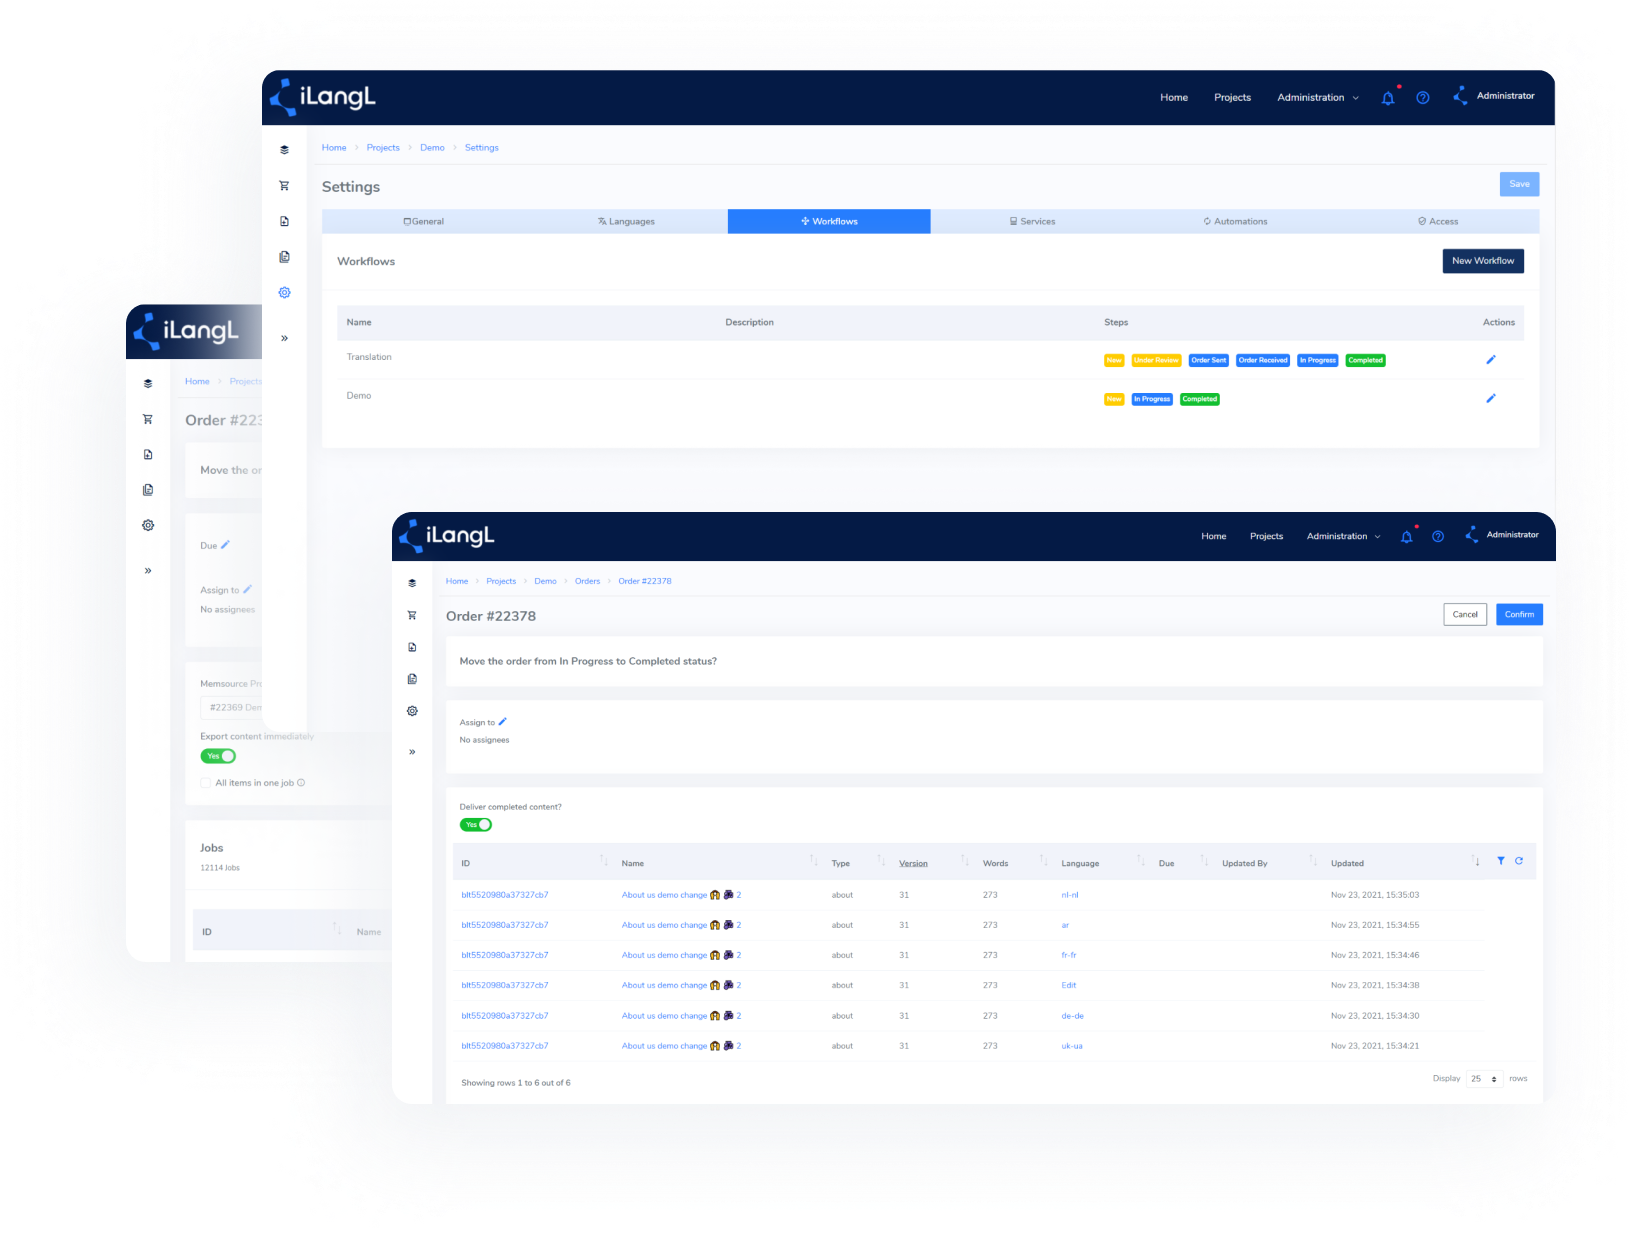 iLangL
Home Projects Administration Administrator
Home > Projects > Demo > Settings
Settings
Save
General Languages Workflows Services Automations Access
Workflows
New Workflow
Name Description Steps Actions
Translation New Under Review Order Sent Order Received In Progress Completed
Demo New In Progress Completed
iLangL
Home > Projects
Order #223
Move the or
Due
Assign to
No assignees
Memsource Pro
#22369 Dem
Export content immediately
Yes
All items in one job
Jobs
12114 Jobs
ID Name
iLangL
Home Projects Administration Administrator
Home > Projects > Demo > Orders > Order #22378
Order #22378
Cancel Confirm
Move the order from In Progress to Completed status?
Assign to
No assignees
Deliver completed content?
Yes
ID Name Type Version Words Language Due Updated By Updated
blt5520980a37327cb7 About us demo change 2 about 31 273 nl-nl Nov 23, 2021, 15:35:03
blt5520980a37327cb7 About us demo change 2 about 31 273 ar Nov 23, 2021, 15:34:55
blt5520980a37327cb7 About us demo change 2 about 31 273 fr-fr Nov 23, 2021, 15:34:46
blt5520980a37327cb7 About us demo change 2 about 31 273 Edit Nov 23, 2021, 15:34:38
blt5520980a37327cb7 About us demo change 2 about 31 273 de-de Nov 23, 2021, 15:34:30
blt5520980a37327cb7 About us demo change 2 about 31 273 uk-ua Nov 23, 2021, 15:34:21
Showing rows 1 to 6 out of 6
Display 25 rows